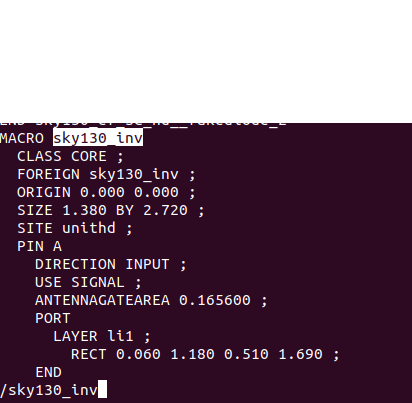 MACRO sky130_inv
CLASS CORE ;
FOREIGN sky130_inv ;
ORIGIN 0.000 0.000 ;
SIZE 1.380 BY 2.720 ;
SITE unithd ;
PIN A
DIRECTION INPUT ;
USE SIGNAL ;
ANTENNAGATEAREA 0.165600 ;
PORT
LAYER li1 ;
RECT 0.060 1.180 0.510 1.690 ;
END
/sky130_inv